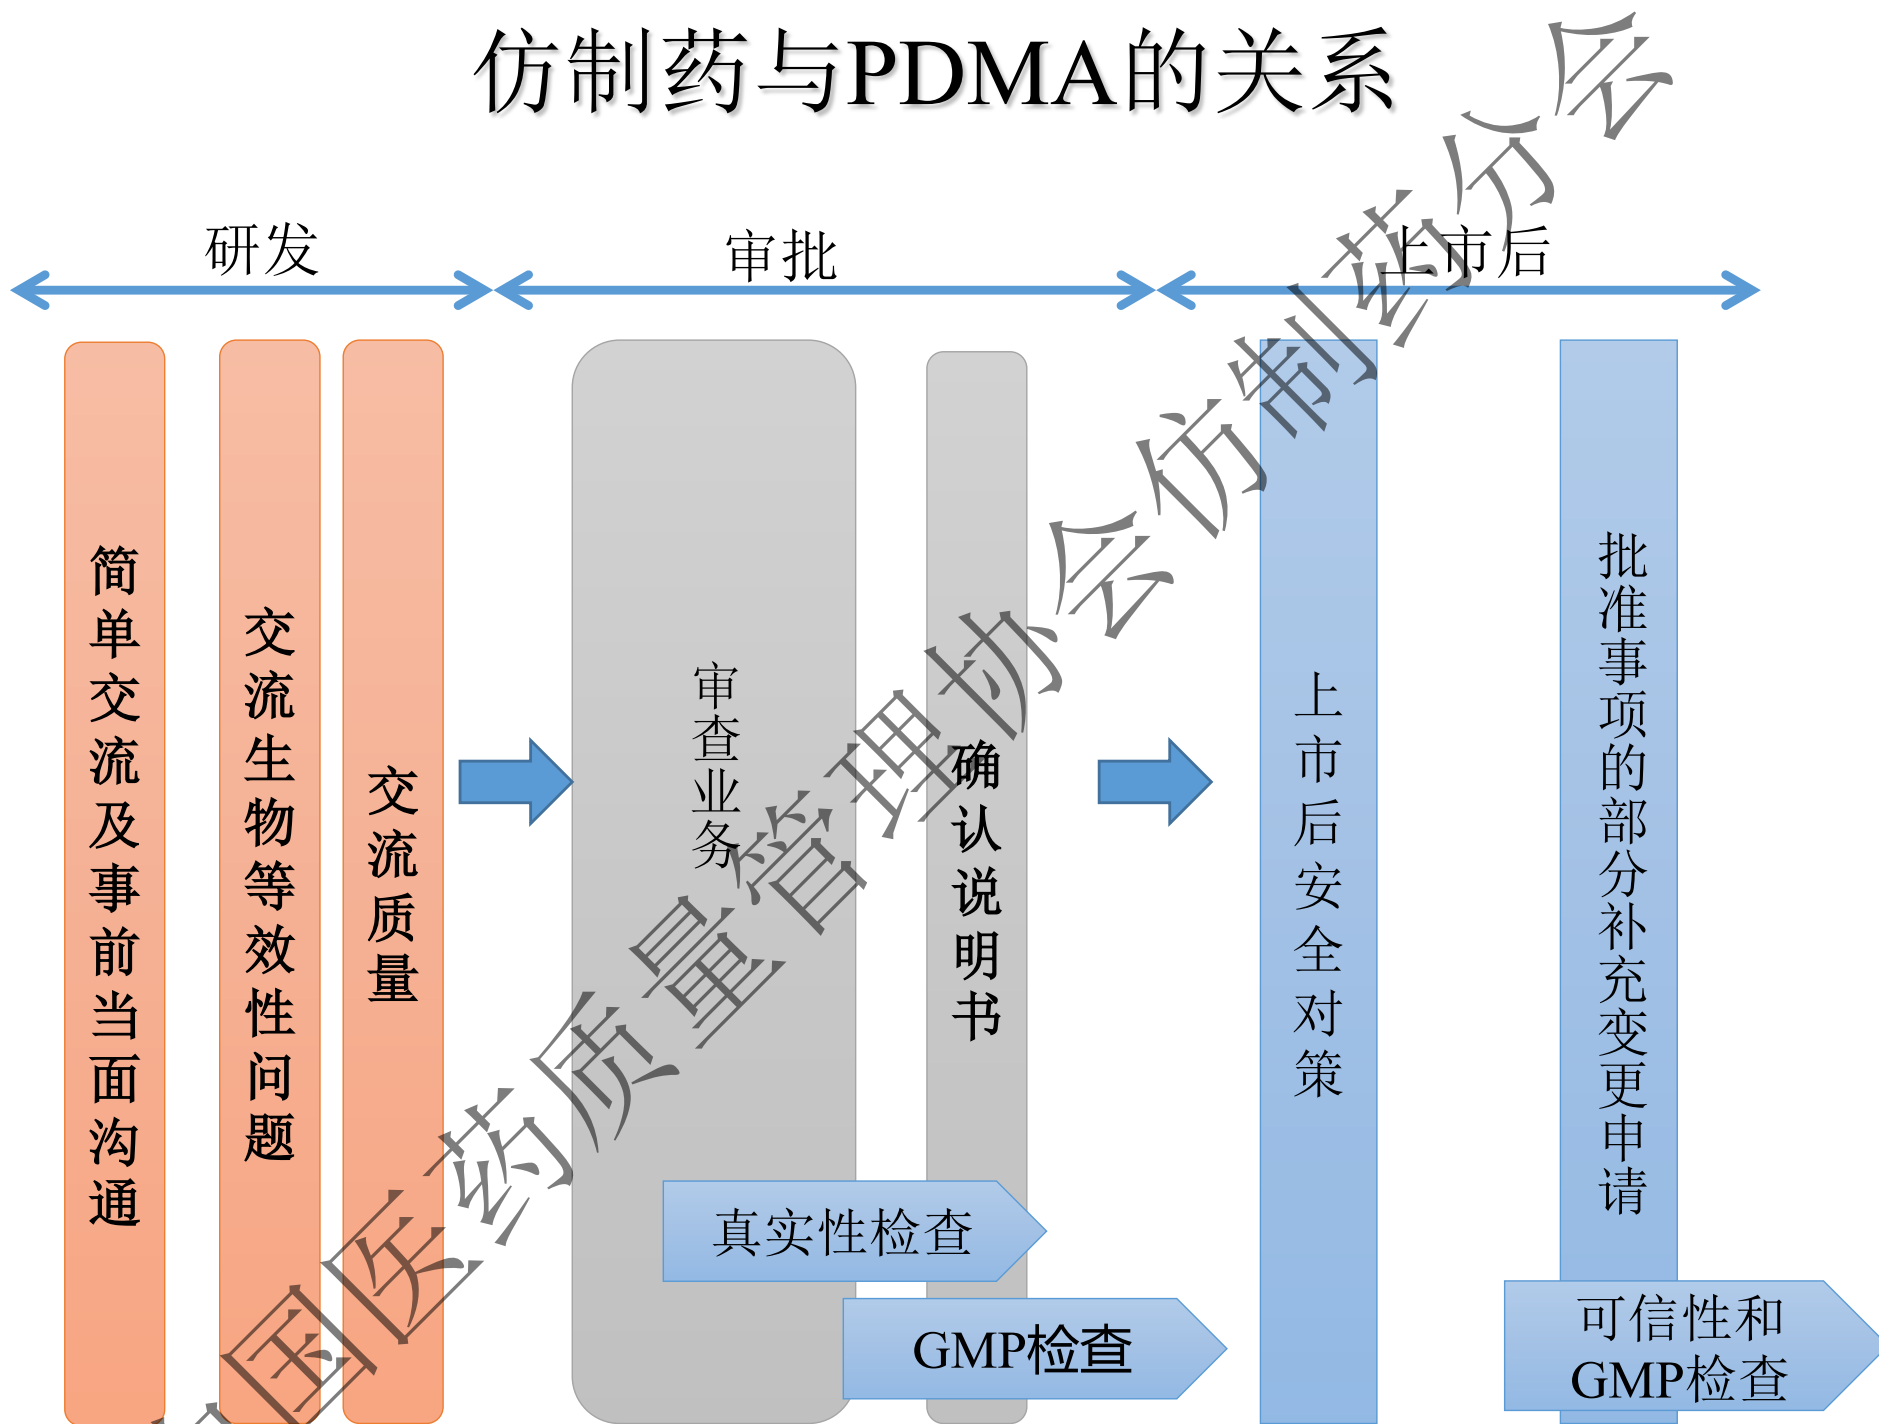 仿制药与PDMA的关系
研发
审批
上市后
简单交流及事前当面沟通
交流生物等效性问题
交流质量
审查业务
确认说明书
上市后安全对策
批准事项的部分补充变更申请
真实性检查
GMP检查
可信性和
GMP检查
国医药质量管理协会仿制药分会